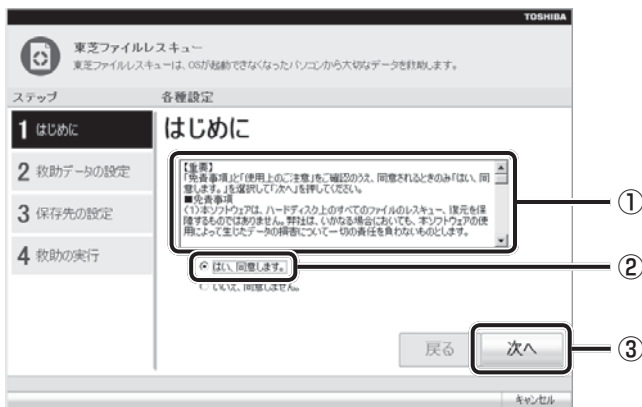 TOSHIBA
東芝ファイルレスキュー
東芝ファイルレスキューは、OSが起動できなくなったパソコンから大切なデータを救助します。
ステップ
各種設定
1 はじめに
2 救助データの設定
3 保存先の設定
4 救助の実行
はじめに
【重要】
「免責事項」と「使用上のご注意」をご確認のうえ、同意されるときのみ「はい、同
意します。」を選択して「次へ」を押してください。
■免責事項
(1)本ソフトウェアは、ハードディスク上のすべてのファイルのレスキュー、復元を保
障するものではありません。弊社は、いかなる場合においても、本ソフトウェアの使
用によって生じたデータの損害について一切の責任を負わないものとします。
①
はい、同意します。
②
いいえ、同意しません。
戻る
次へ
③
キャンセル